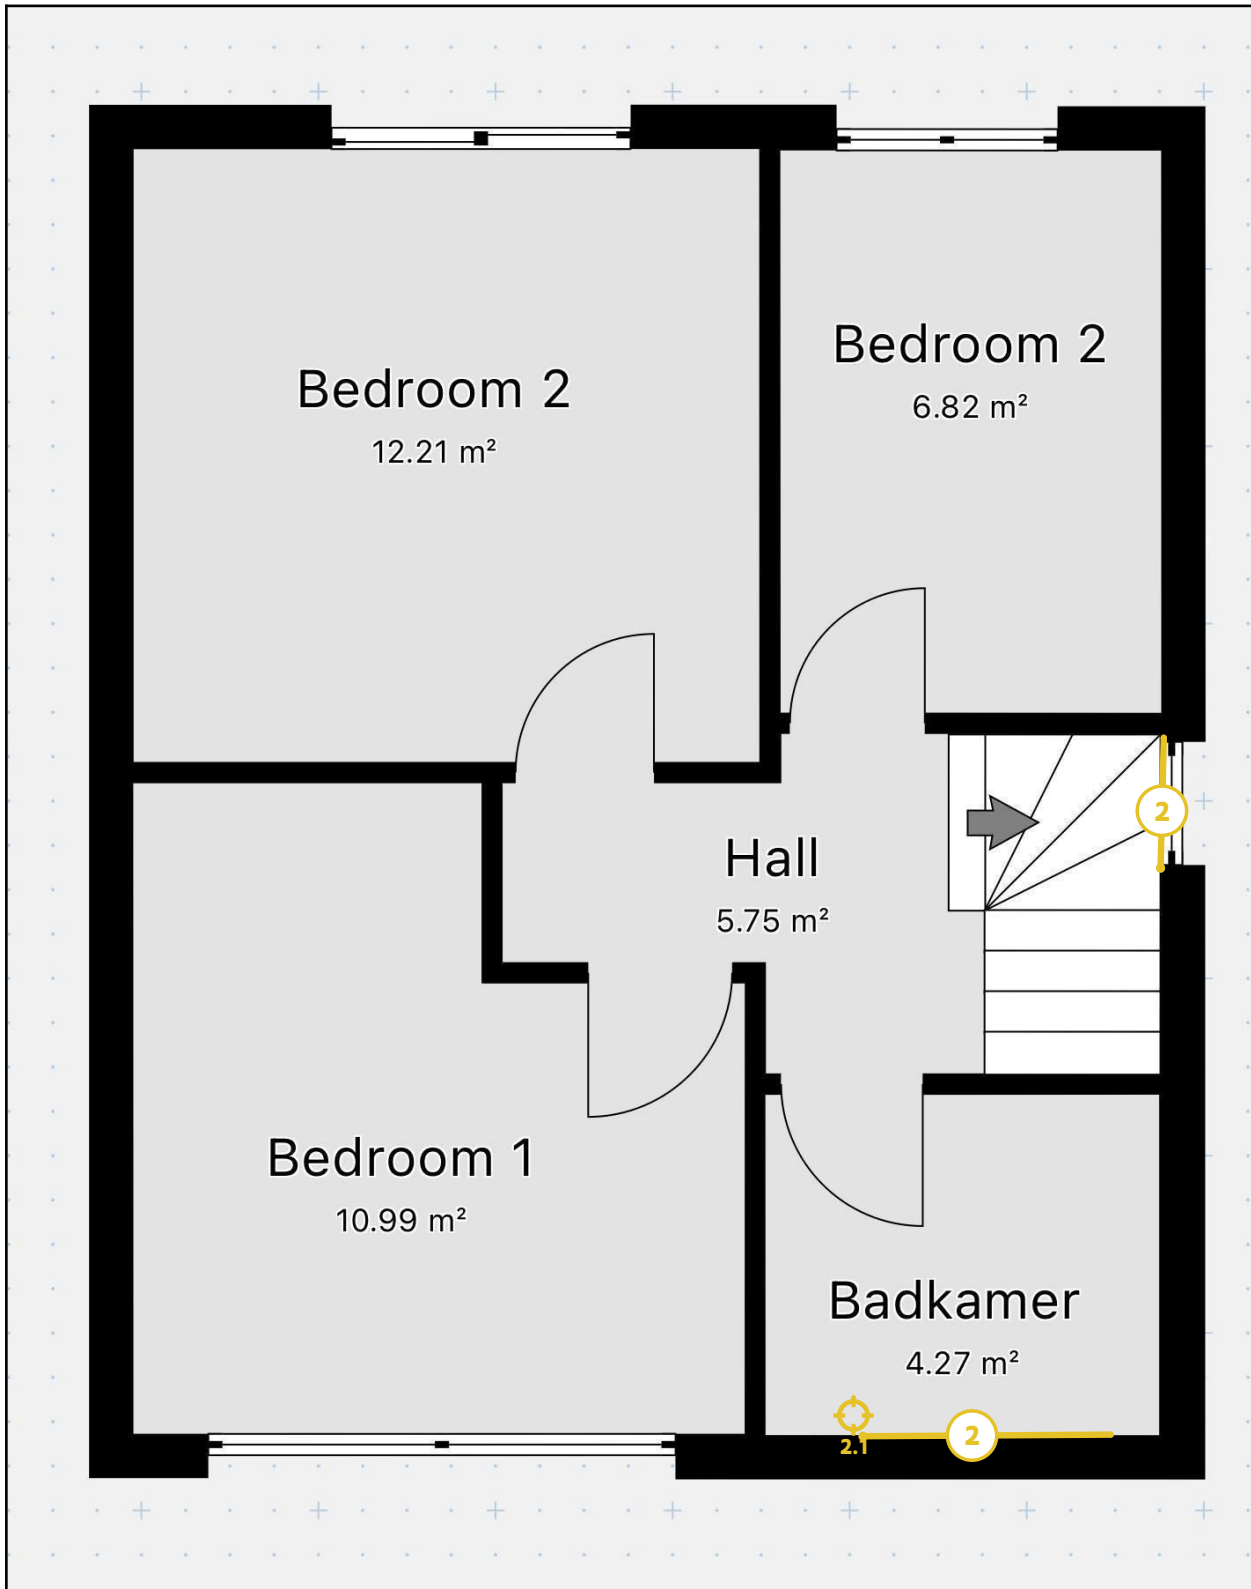 Bedroom 2
12.21 m²
Bedroom 2
6.82 m²
2
Hall
5.75 m²
Bedroom 1
10.99 m²
Badkamer
4.27 m²
2.1
2